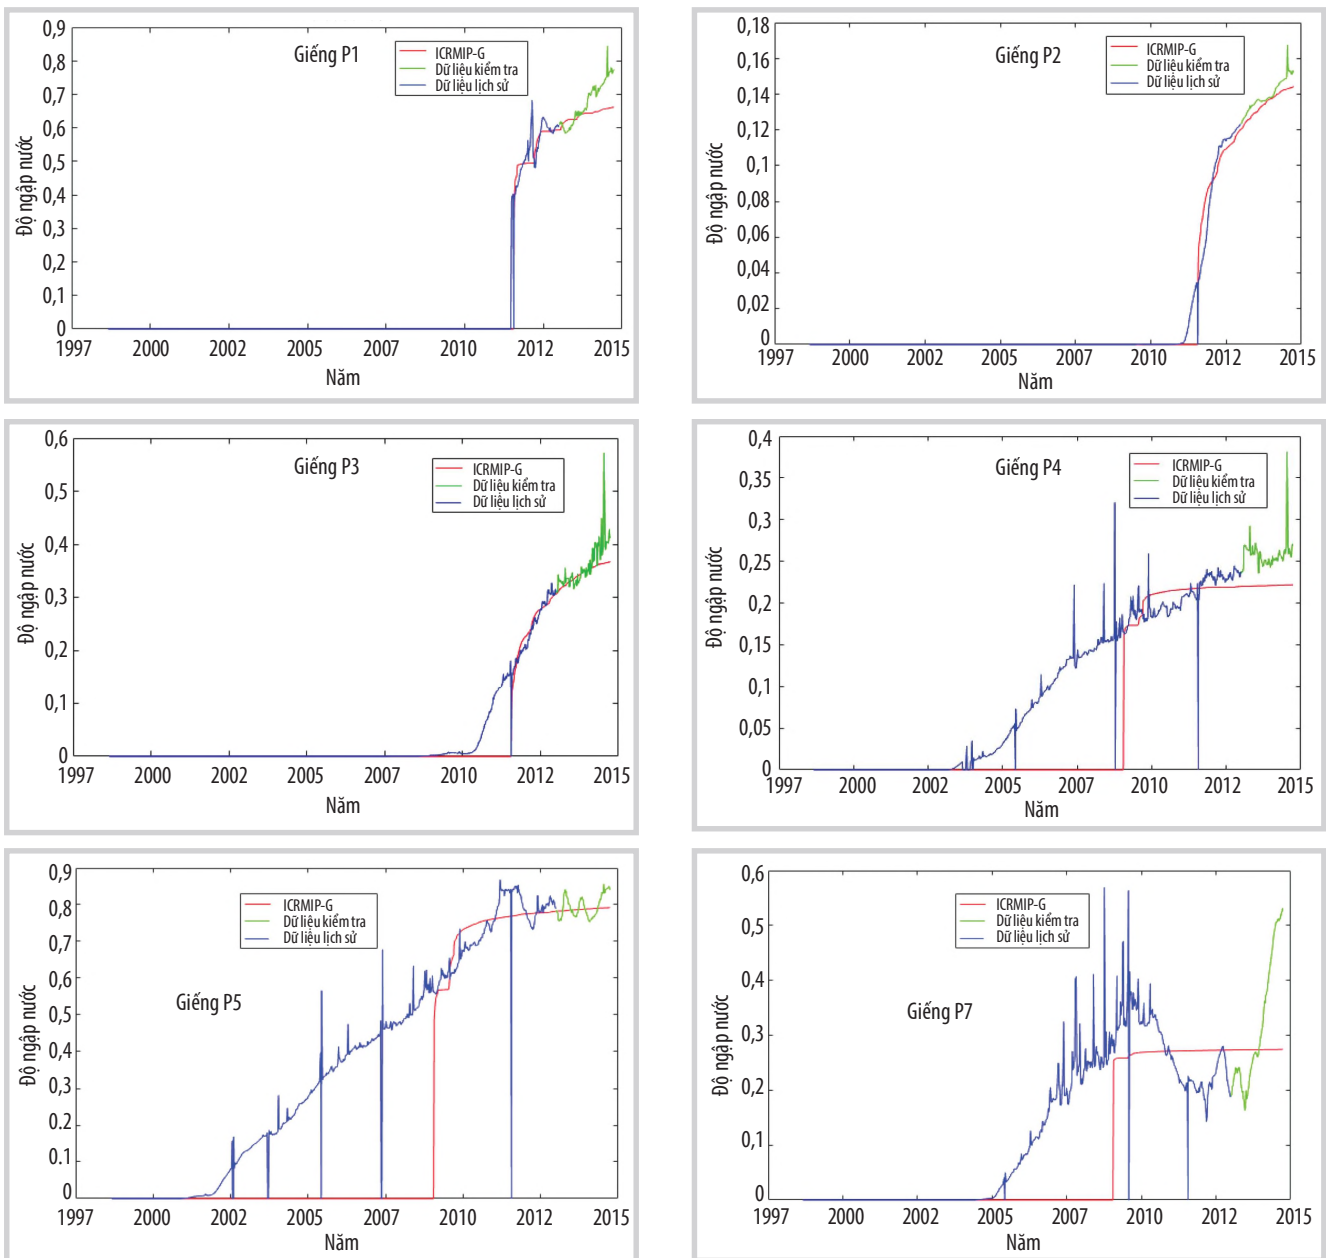 Giếng P1
ICRMIP-G
Dữ liệu kiểm tra
Dữ liệu lịch sử
Độ ngập nước
0,9
0,8
0,7
0,6
0,5
0,4
0,3
0,2
0,1
0
1997 2000 2002 2005 2007 2010 2012 2015
Năm
Giếng P2
ICRMIP-G
Dữ liệu kiểm tra
Dữ liệu lịch sử
Độ ngập nước
0,18
0,16
0,14
0,12
0,1
0,08
0,06
0,04
0,02
0
1997 2000 2002 2005 2007 2010 2012 2015
Năm
Giếng P3
ICRMIP-G
Dữ liệu kiểm tra
Dữ liệu lịch sử
Độ ngập nước
0,6
0,5
0,4
0,3
0,2
0,1
0
1997 2000 2002 2005 2007 2010 2012 2015
Năm
Giếng P4
ICRMIP-G
Dữ liệu kiểm tra
Dữ liệu lịch sử
Độ ngập nước
0,4
0,35
0,3
0,25
0,2
0,15
0,1
0,05
0
1997 2000 2002 2005 2007 2010 2012 2015
Năm
Giếng P5
ICRMIP-G
Dữ liệu kiểm tra
Dữ liệu lịch sử
Độ ngập nước
0,9
0,8
0,7
0,6
0,5
0,4
0,3
0.2
0.1
0
1997 2000 2002 2005 2007 2010 2012 2015
Năm
Giếng P7
ICRMIP-G
Dữ liệu kiểm tra
Dữ liệu lịch sử
Độ ngập nước
0,6
0,5
0,4
0,3
0,2
0,1
0
1997 2000 2002 2005 2007 2010 2012 2015
Năm